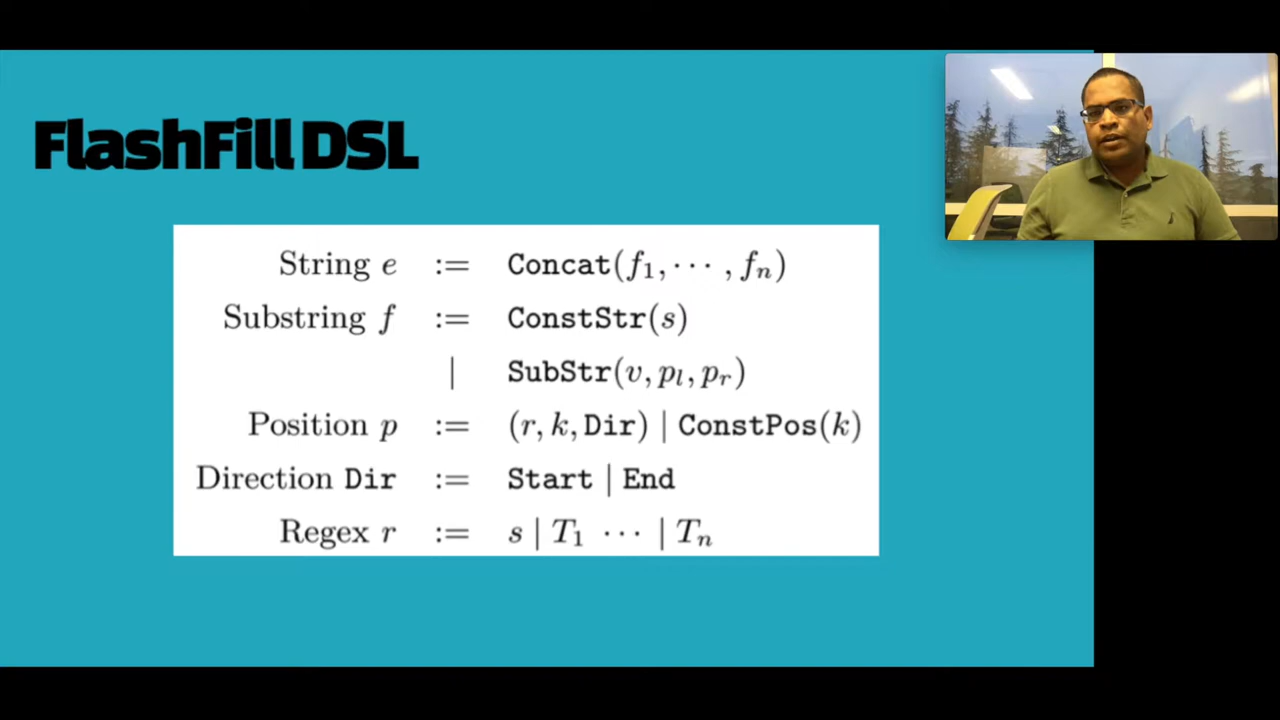 FlashFill DSL
String e := Concat(f₁, ⋯ , fₙ)
Substring f := ConstStr(s)
| SubStr(v, pₗ, pᵣ)
Position p := (r, k, Dir) | ConstPos(k)
Direction Dir := Start | End
Regex r := s | T₁ ⋯ | Tₙ